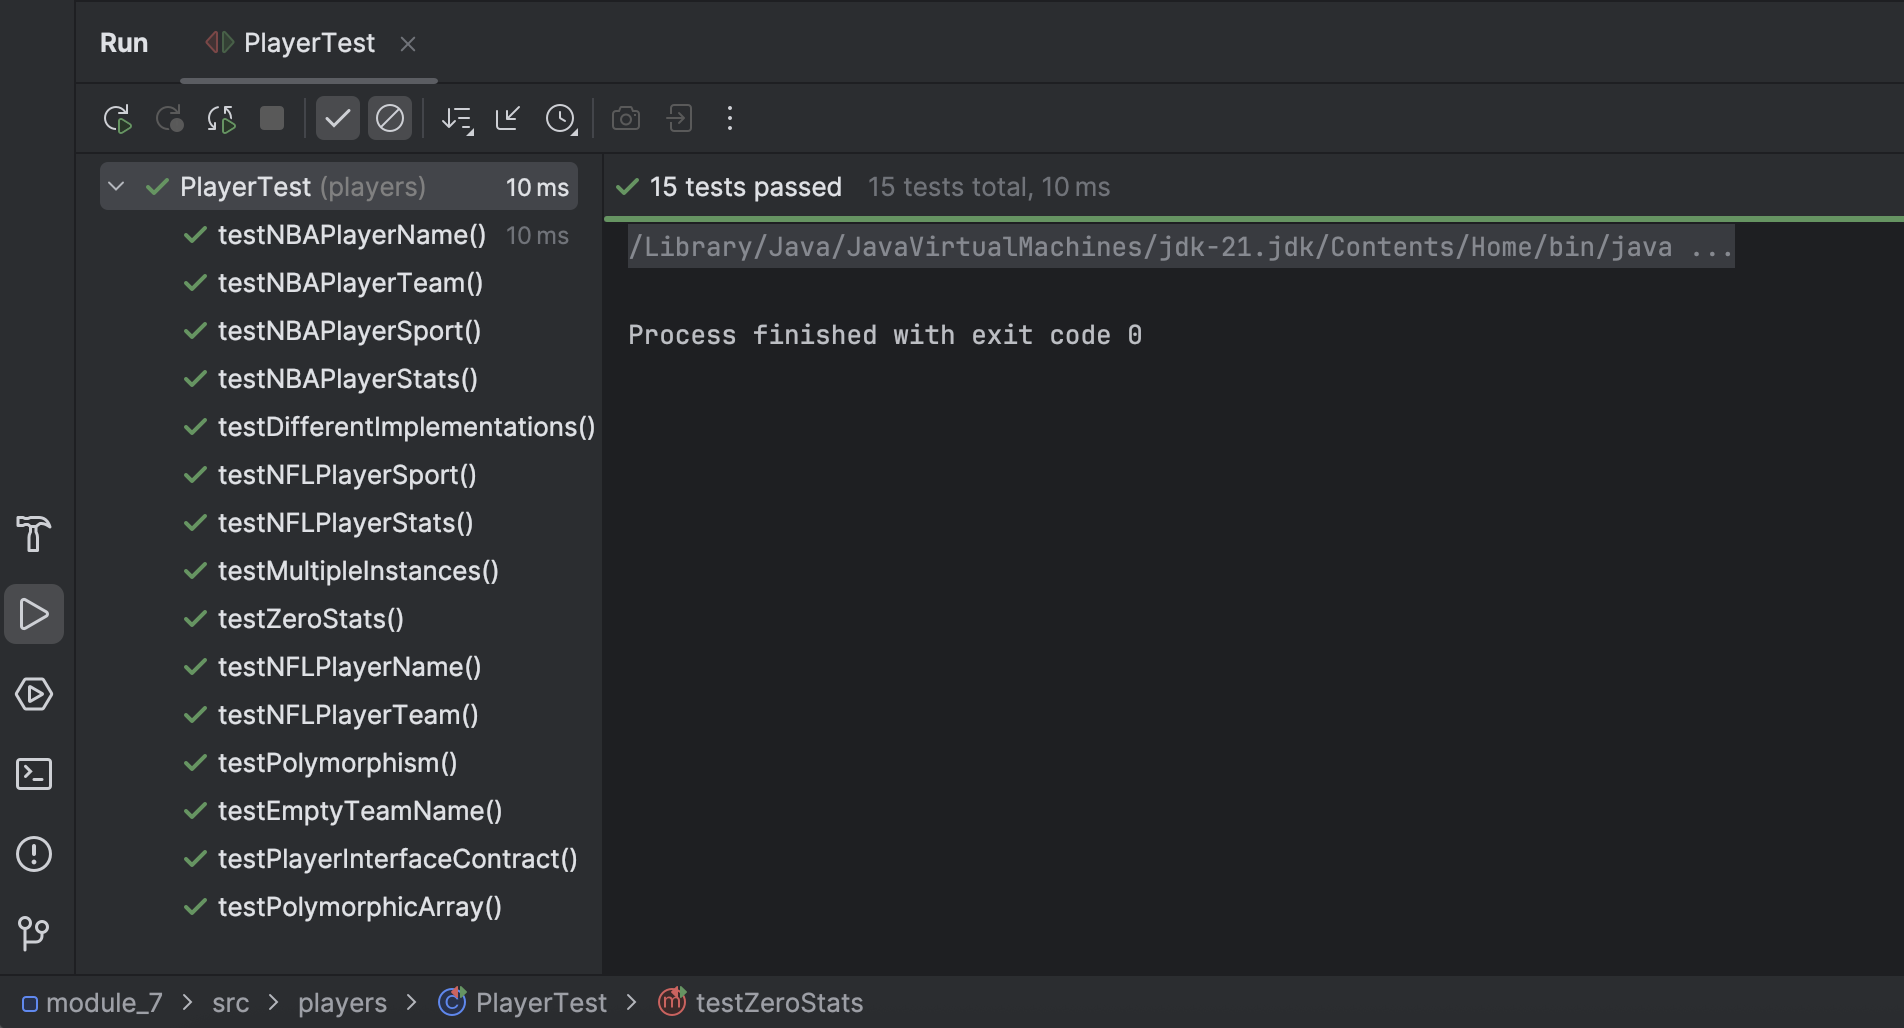 Run PlayerTest
PlayerTest (players) 10 ms
testNBAPlayerName() 10 ms
testNBAPlayerTeam()
testNBAPlayerSport()
testNBAPlayerStats()
testDifferentImplementations()
testNFLPlayerSport()
testNFLPlayerStats()
testMultipleInstances()
testZeroStats()
testNFLPlayerName()
testNFLPlayerTeam()
testPolymorphism()
testEmptyTeamName()
testPlayerInterfaceContract()
testPolymorphicArray()
15 tests passed 15 tests total, 10 ms
/Library/Java/JavaVirtualMachines/jdk-21.jdk/Contents/Home/bin/java ...
Process finished with exit code 0
module_7 > src > players > PlayerTest > testZeroStats